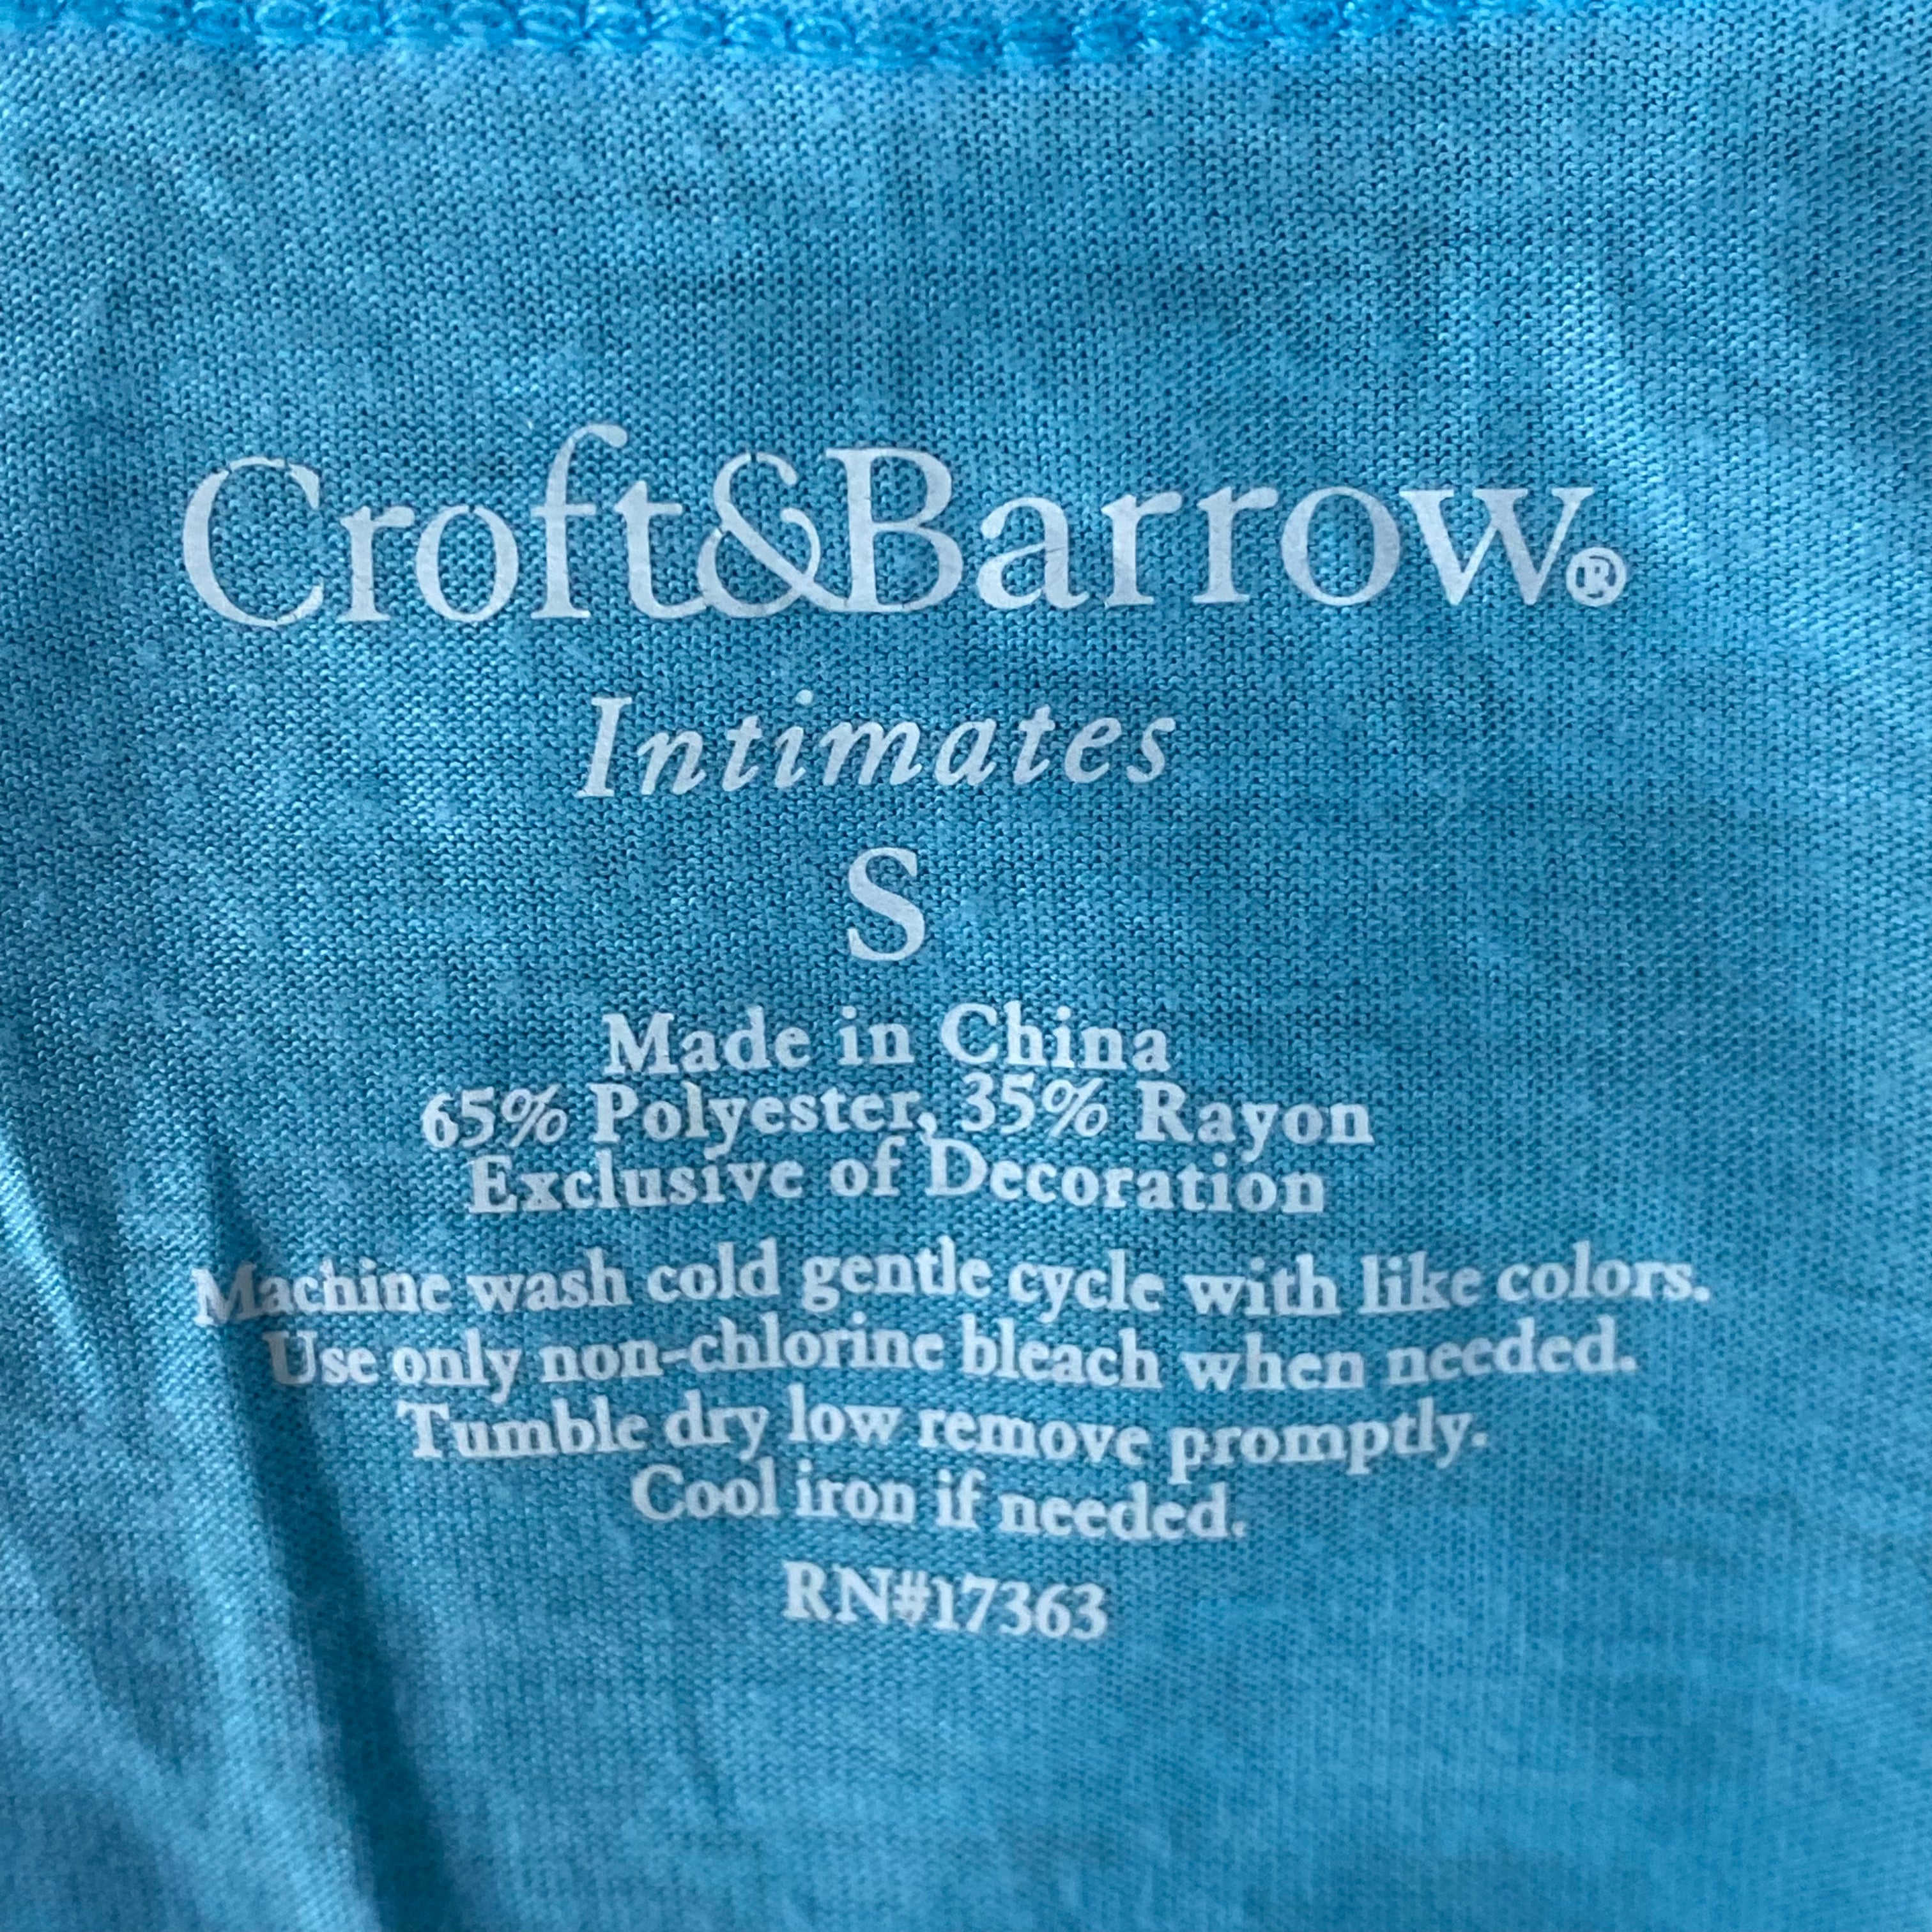 Croft&Barrow®
Intimates
S
Made in China
65% Polyester, 35% Rayon
Exclusive of Decoration
Machine wash cold gentle cycle with like colors.
Use only non-chlorine bleach when needed.
Tumble dry low remove promptly.
Cool iron if needed.
RN#17363